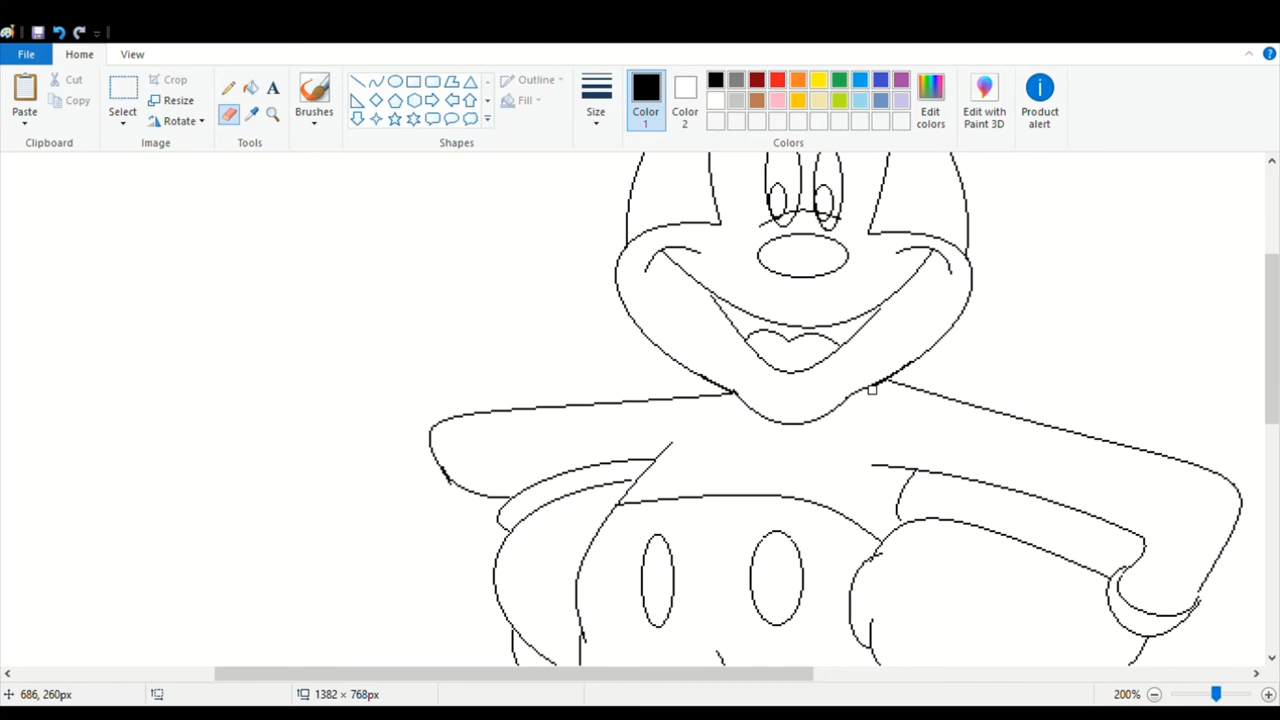 File Home View
Paste
Cut
Copy
Clipboard
Select
Crop
Resize
Rotate
Image
Tools
Brushes
Shapes
Outline
Fill
Size
Color 1
Color 2
Edit colors
Colors
Edit with Paint 3D
Product alert
686, 260px
1382 × 768px
200%